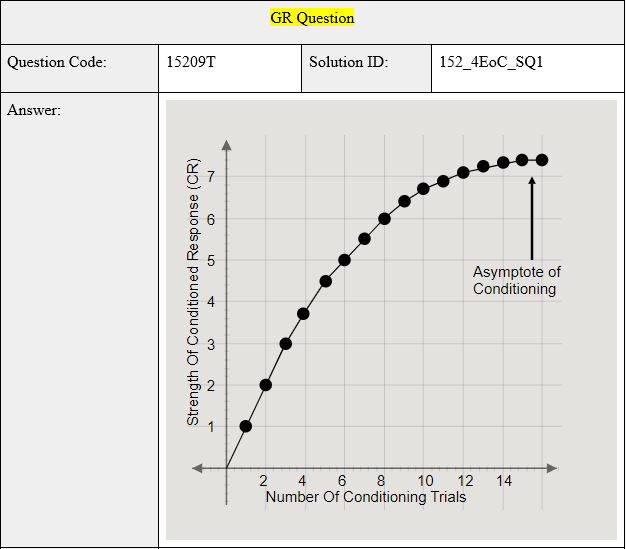 GR Question
Question Code:
15209T
Solution ID:
152_4EoC_SQ1
Answer:
Strength Of Conditioned Response (CR)
7
6
5
4
3
2
1
Asymptote of
Conditioning
2 4 6 8 10 12 14
Number Of Conditioning Trials